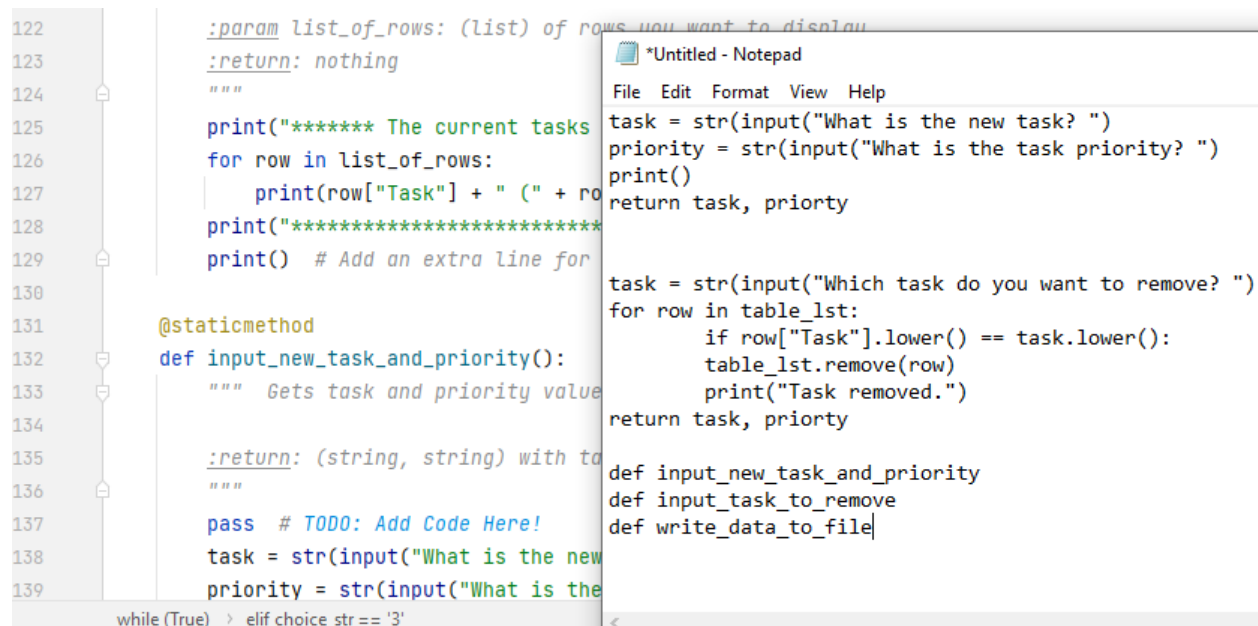 122
:param list_of_rows: (list) of rows you want to display
123
:return: nothing
124
"""
125
print("******* The current tasks
126
for row in list_of_rows:
127
print(row["Task"] + " (" + ro
128
print("**************************
129
print() # Add an extra line for
130
131
@staticmethod
132
def input_new_task_and_priority():
133
""" Gets task and priority value
134
135
:return: (string, string) with ta
136
"""
137
pass # TODO: Add Code Here!
138
task = str(input("What is the new
139
priority = str(input("What is the
while (True) > elif choice_str == '3'
*Untitled - Notepad
File Edit Format View Help
task = str(input("What is the new task? ")
priority = str(input("What is the task priority? ")
print()
return task, priorty
task = str(input("Which task do you want to remove? ")
for row in table_lst:
if row["Task"].lower() == task.lower():
table_lst.remove(row)
print("Task removed.")
return task, priorty
def input_new_task_and_priority
def input_task_to_remove
def write_data_to_file